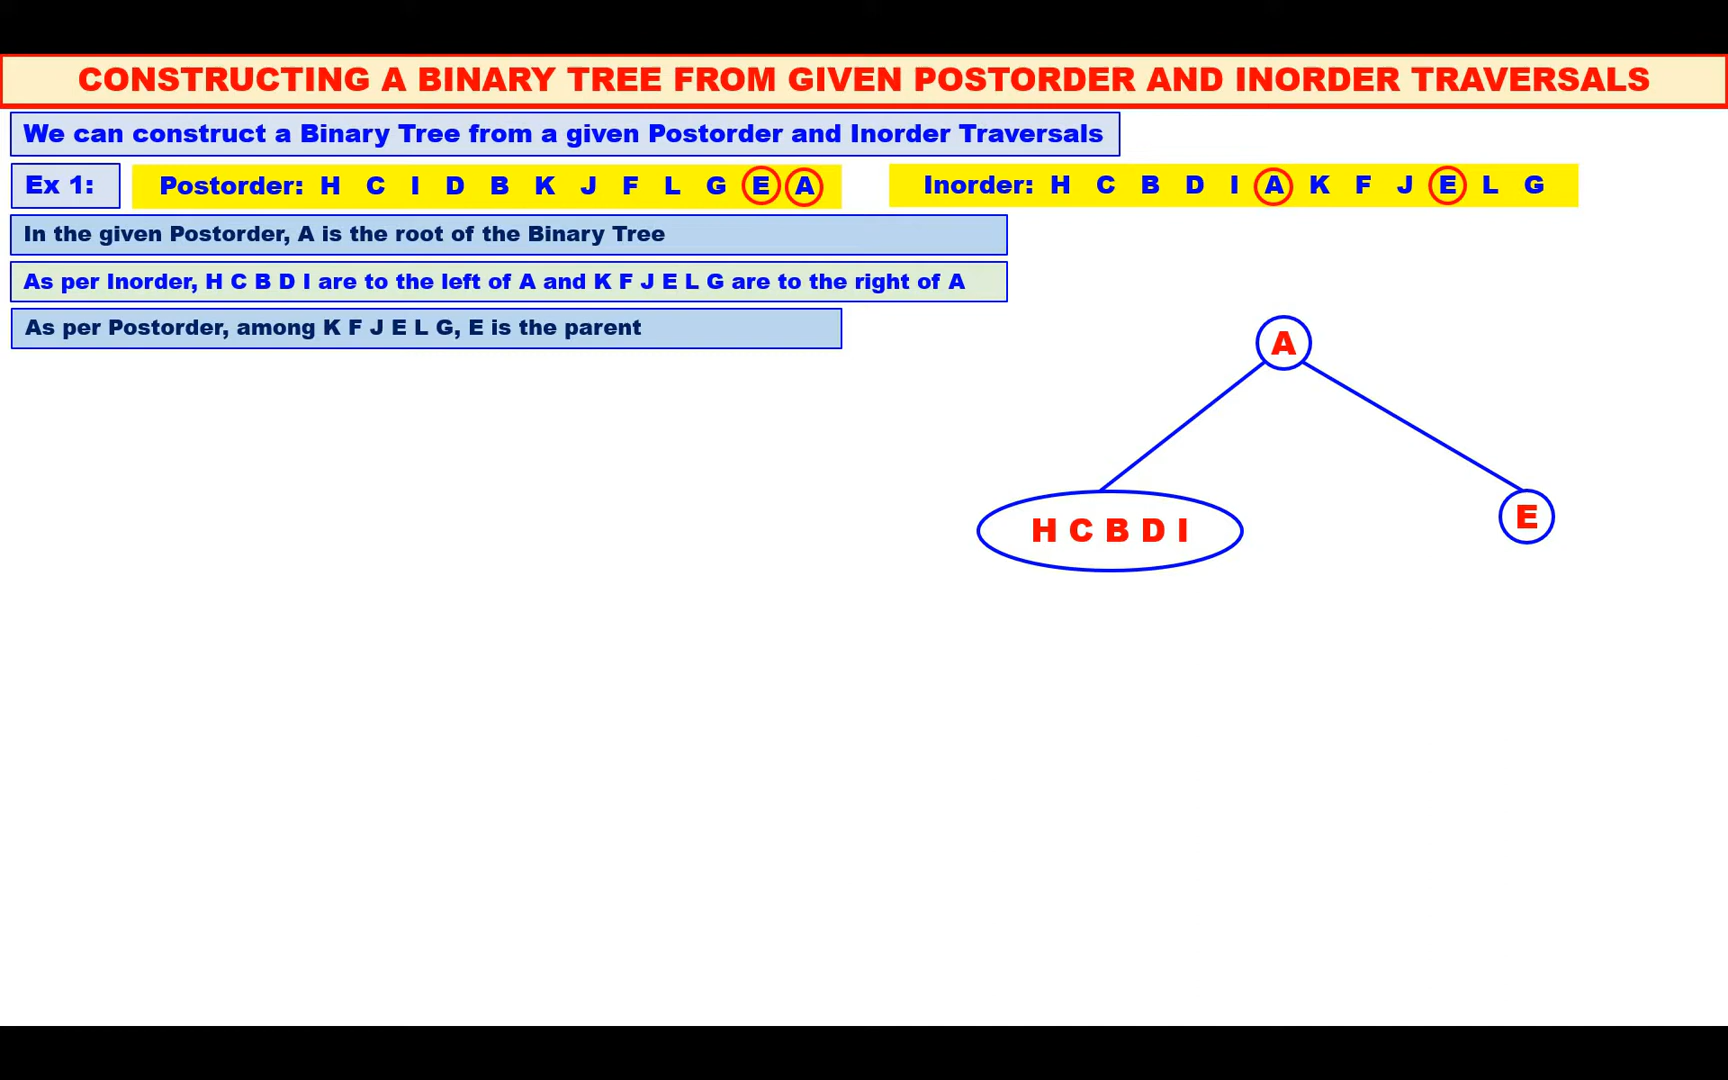 CONSTRUCTING A BINARY TREE FROM GIVEN POSTORDER AND INORDER TRAVERSALS
We can construct a Binary Tree from a given Postorder and Inorder Traversals
Ex 1: Postorder: H C I D B K J F L G E A Inorder: H C B D I A K F J E L G
In the given Postorder, A is the root of the Binary Tree
As per Inorder, H C B D I are to the left of A and K F J E L G are to the right of A
As per Postorder, among K F J E L G, E is the parent
A
H C B D I E